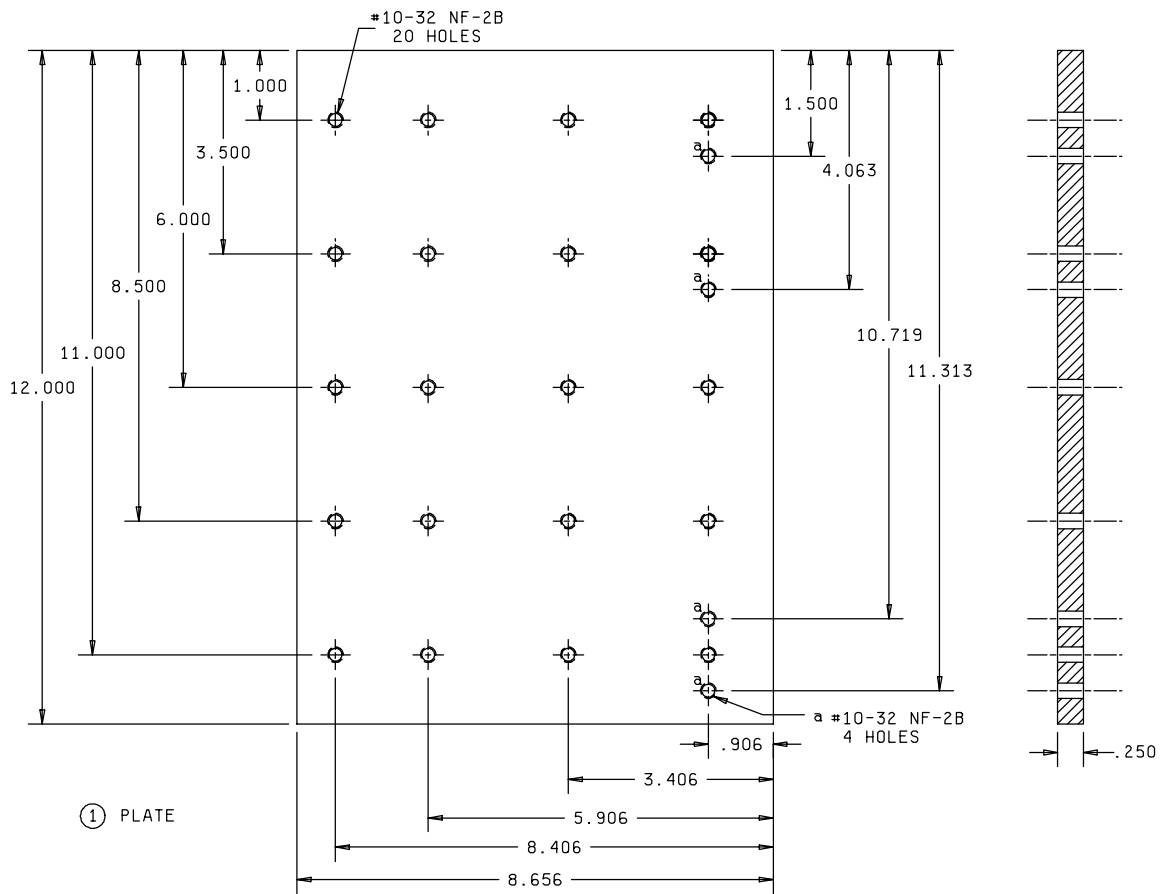 #10-32 NF-2B
20 HOLES
1.000
3.500
6.000
8.500
11.000
12.000
1.500
4.063
10.719
11.313
a
a
a
a
a #10-32 NF-2B
4 HOLES
.906
3.406
5.906
8.406
8.656
.250
1 PLATE